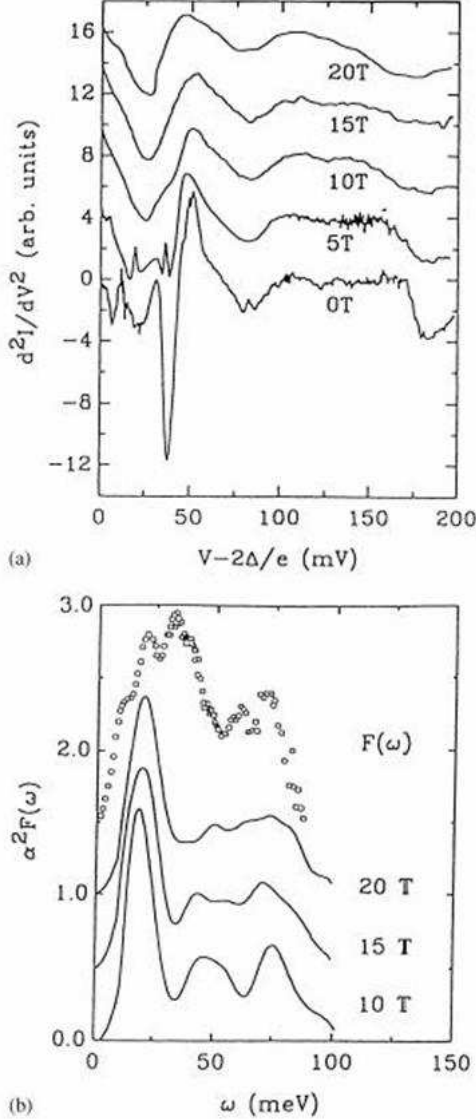 16
12
8
4
0
−4
−8
−12
d²I/dV² (arb. units)
20T
15T
10T
5T
0T
0
50
100
150
200
V−2Δ/e (mV)
(a)
3.0
2.0
1.0
0.0
α²F(ω)
F(ω)
20 T
15 T
10 T
0
50
100
150
ω (meV)
(b)